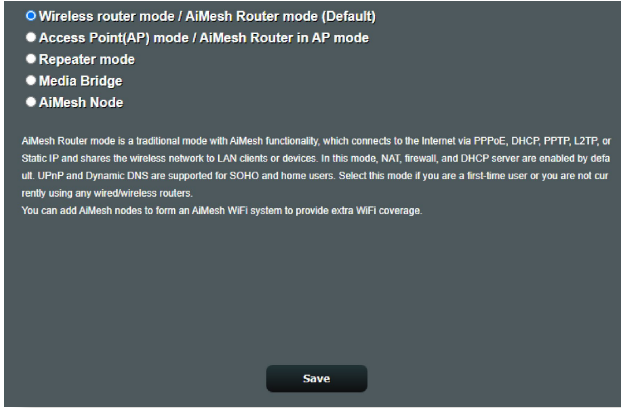 Wireless router mode / AiMesh Router mode (Default)
Access Point(AP) mode / AiMesh Router in AP mode
Repeater mode
Media Bridge
AiMesh Node
AiMesh Router mode is a traditional mode with AiMesh functionality, which connects to the Internet via PPPoE, DHCP, PPTP, L2TP, or
Static IP and shares the wireless network to LAN clients or devices. In this mode, NAT, firewall, and DHCP server are enabled by defa
ult. UPnP and Dynamic DNS are supported for SOHO and home users. Select this mode if you are a first-time user or you are not cur
rently using any wired/wireless routers.
You can add AiMesh nodes to form an AiMesh WiFi system to provide extra WiFi coverage.
Save